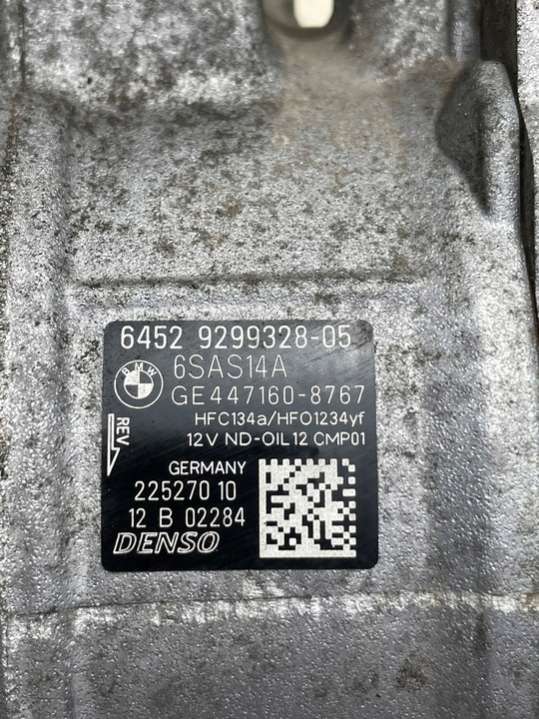 6452 9299328-05
BMW
6SAS14A
GE447160-8767
HFC134a/HFO1234yf
12V ND-OIL12 CMP01
REV
GERMANY
225270 10
12 B 02284
DENSO